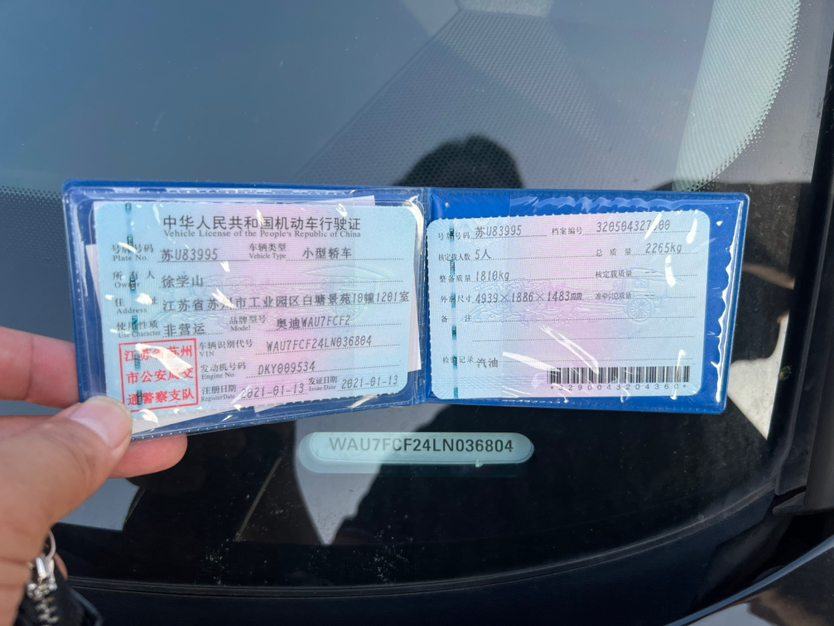 中华人民共和国机动车行驶证
Vehicle License of the People's Republic of China
号牌号码 Plate No. 苏U83995 车辆类型 Vehicle Type 小型轿车
所有人 Owner 徐学山
住址 Address 江苏省苏州市工业园区白塘景苑10幢1201室
使用性质 Use Character 非营运 品牌型号 Model 奥迪WAU7FCF2
车辆识别代号 VIN WAU7FCF24LN036804
发动机号码 Engine No. DKY009534
注册日期 Register Date 2021-01-13 发证日期 Issue Date 2021-01-13
江苏省苏州
市公安局交
通警察支队
号牌号码 苏U83995 档案编号
核定载人数 5人 总质量 2265kg
整备质量 1810kg 核定载质量 --
外廓尺寸 4939×1886×1483mm 准牵引总质量 --
备注
检验记录 汽油
*3290043204360*
WAU7FCF24LN036804